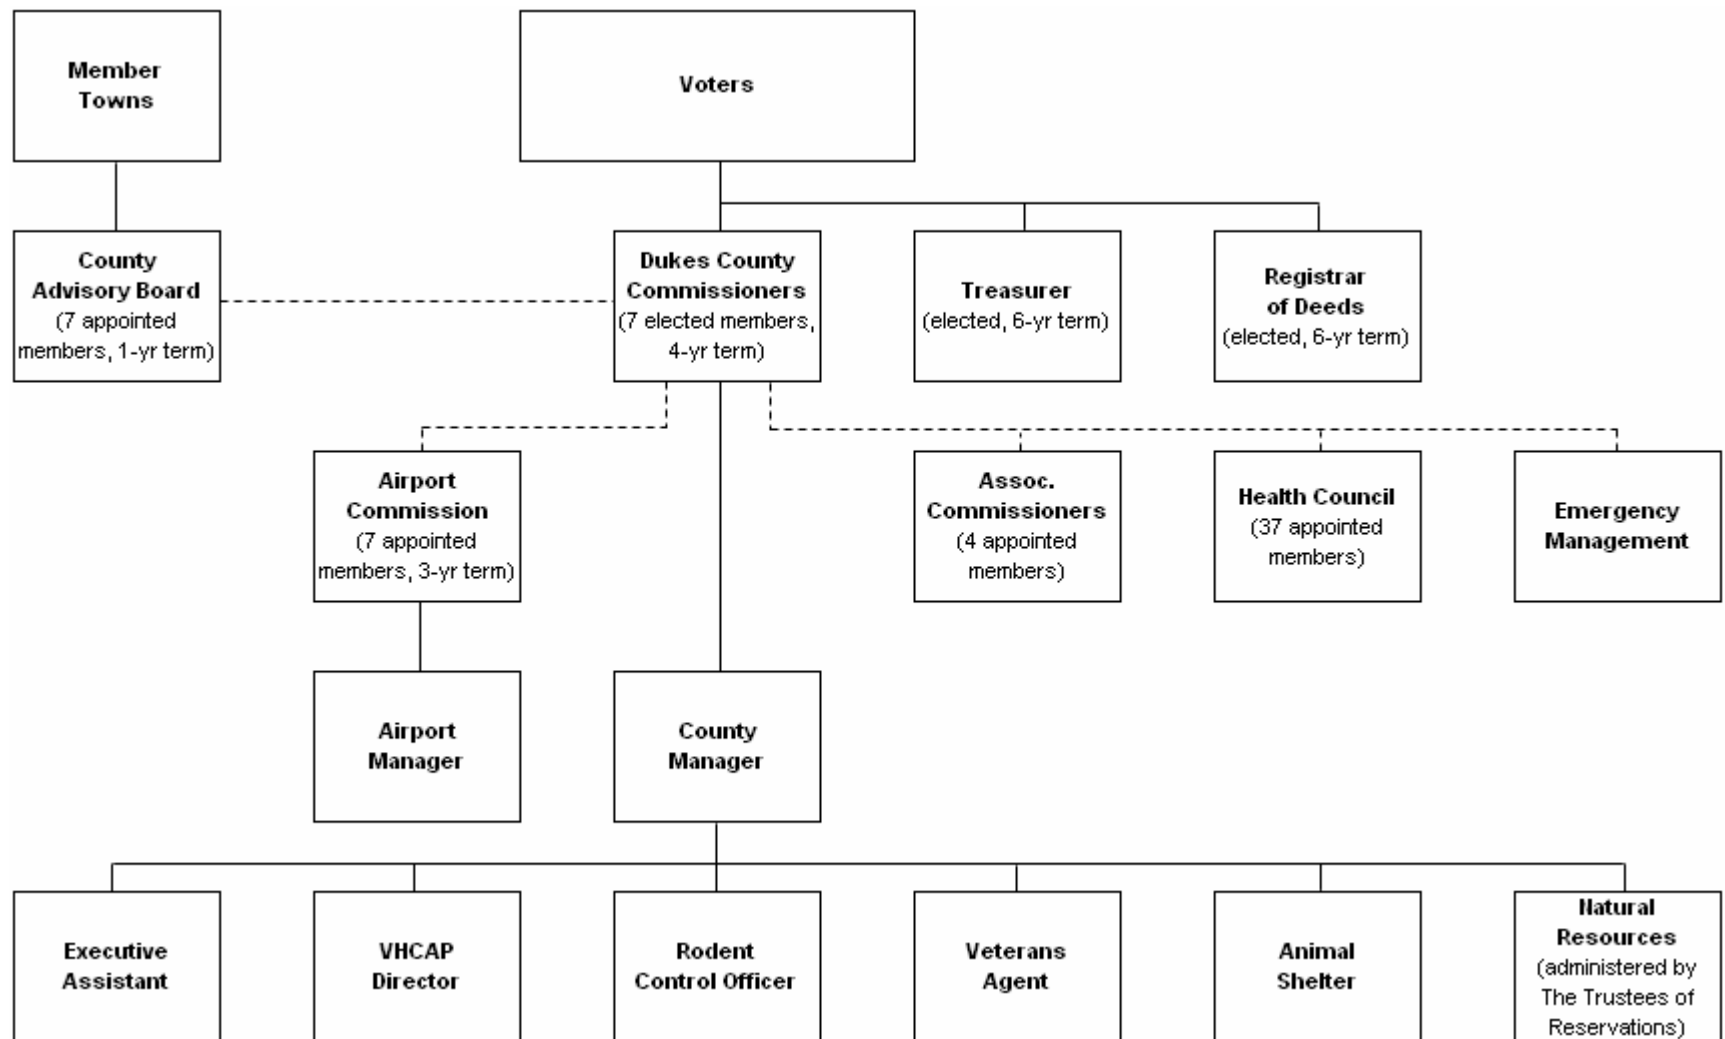 Member
Towns
Voters
County
Advisory Board
(7 appointed
members, 1-yr term)
Dukes County
Commissioners
(7 elected members,
4-yr term)
Treasurer
(elected, 6-yr term)
Registrar
of Deeds
(elected, 6-yr term)
Airport
Commission
(7 appointed
members, 3-yr term)
Assoc.
Commissioners
(4 appointed
members)
Health Council
(37 appointed
members)
Emergency
Management
Airport
Manager
County
Manager
Executive
Assistant
VHCAP
Director
Rodent
Control Officer
Veterans
Agent
Animal
Shelter
Natural
Resources
(administered by
The Trustees of
Reservations)